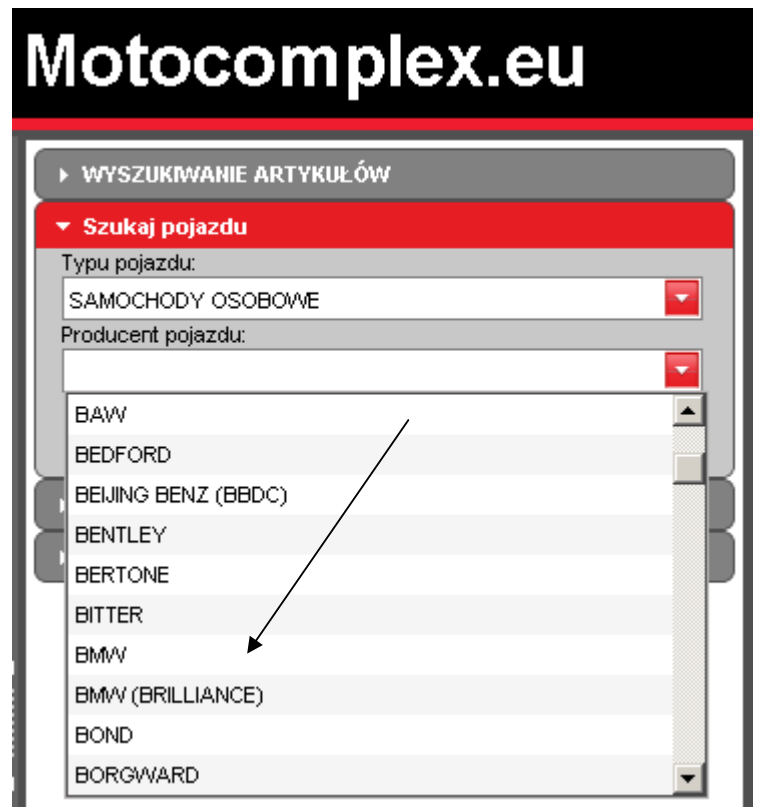 Motocomplex.eu
WYSZUKIWANIE ARTYKUŁÓW
Szukaj pojazdu
Typu pojazdu:
SAMOCHODY OSOBOWE
Producent pojazdu:
BAW
BEDFORD
BEIJING BENZ (BBDC)
BENTLEY
BERTONE
BITTER
BMW
BMW (BRILLIANCE)
BOND
BORGWARD